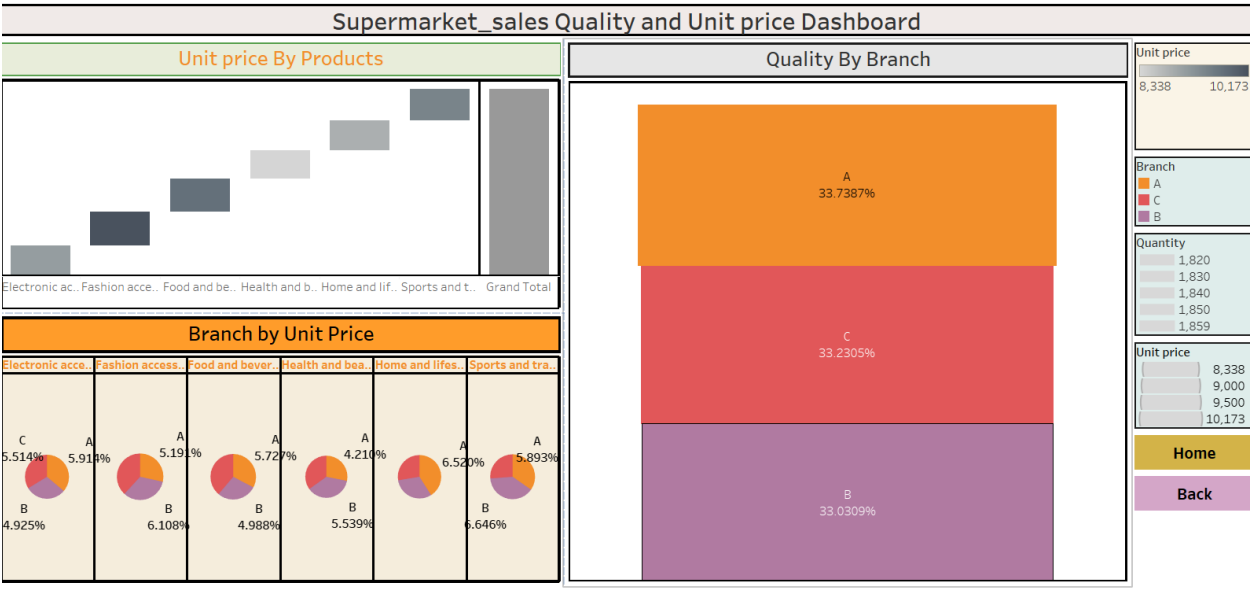 Supermarket_sales Quality and Unit price Dashboard
Unit price By Products
Electronic ac.. Fashion acce.. Food and be.. Health and b.. Home and lif.. Sports and t.. Grand Total
Branch by Unit Price
Electronic acce.. Fashion access.. Food and bever.. Health and bea.. Home and lifes.. Sports and tra..
C
5.514%
A
5.914%
B
4.925%
A
5.191%
B
6.108%
A
5.727%
B
4.988%
A
4.210%
B
5.539%
A
6.520%
A
5.893%
B
6.646%
Quality By Branch
A
33.7387%
C
33.2305%
B
33.0309%
Unit price
8,338 10,173
Branch
A
C
B
Quantity
1,820
1,830
1,840
1,850
1,859
Unit price
8,338
9,000
9,500
10,173
Home
Back